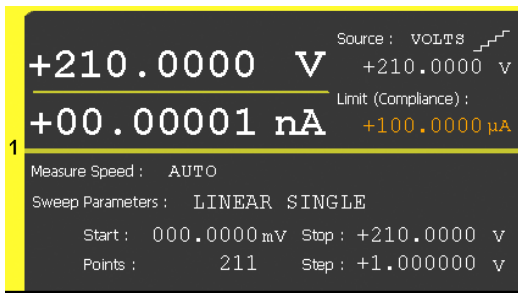 Source : VOLTS
+210.0000 V
+210.0000 V
Limit (Compliance) :
+00.00001 nA
+100.0000 µA
1
Measure Speed : AUTO
Sweep Parameters : LINEAR SINGLE
Start : 000.0000 mV Stop : +210.0000 V
Points : 211 Step : +1.000000 V